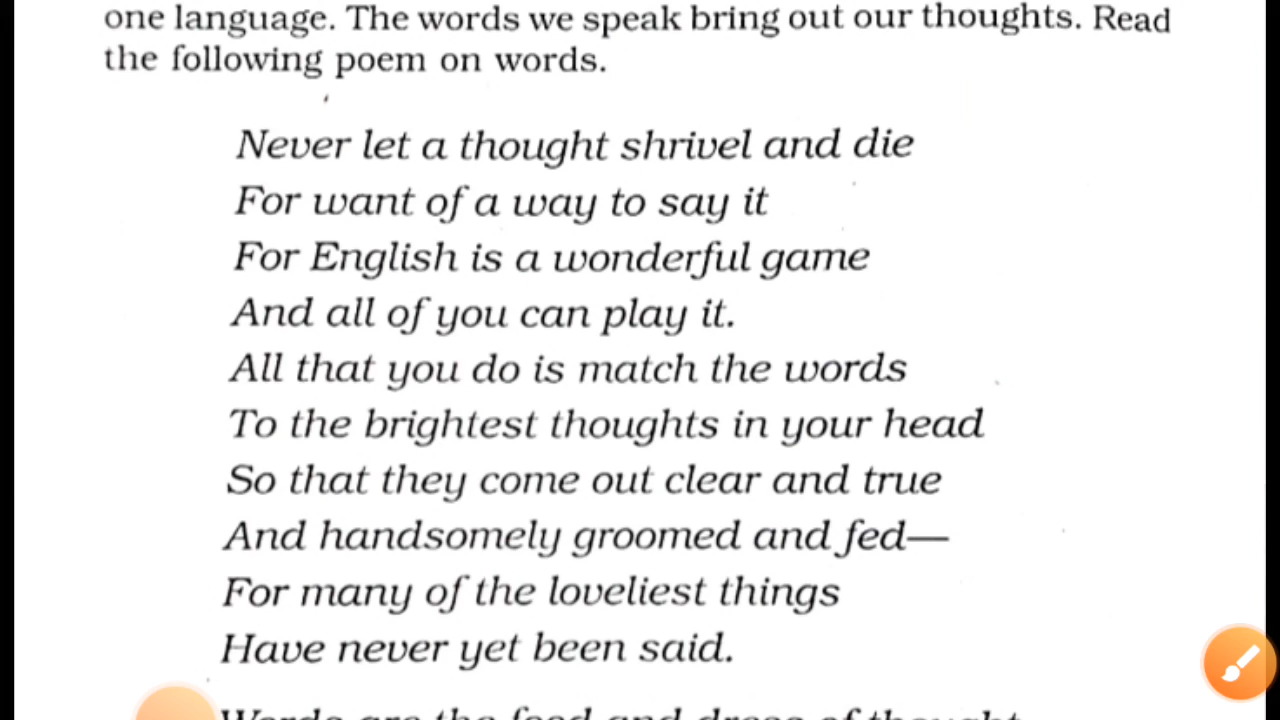 one language. The words we speak bring out our thoughts. Read
the following poem on words.
Never let a thought shrivel and die
For want of a way to say it
For English is a wonderful game
And all of you can play it.
All that you do is match the words
To the brightest thoughts in your head
So that they come out clear and true
And handsomely groomed and fed—
For many of the loveliest things
Have never yet been said.
Words are the food and dress of thought